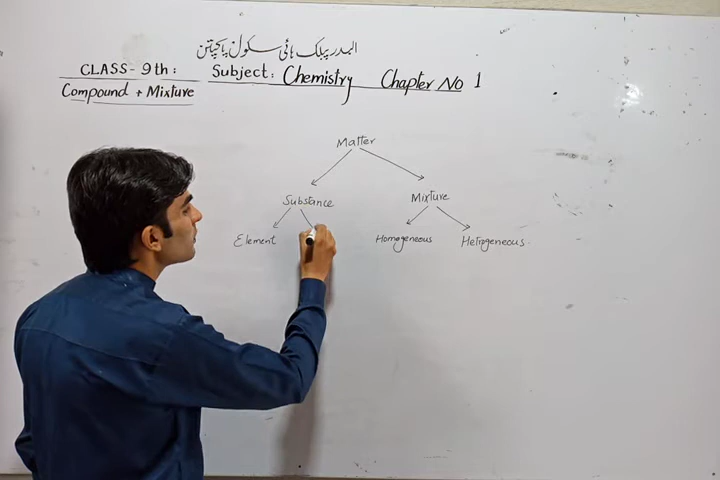 البدر پبلک ہائی سکول پاکپتن
CLASS- 9th: Subject: Chemistry Chapter No 1
Compound + Mixture
Matter
Substance Mixture
Element Homogeneous Hetrogeneous